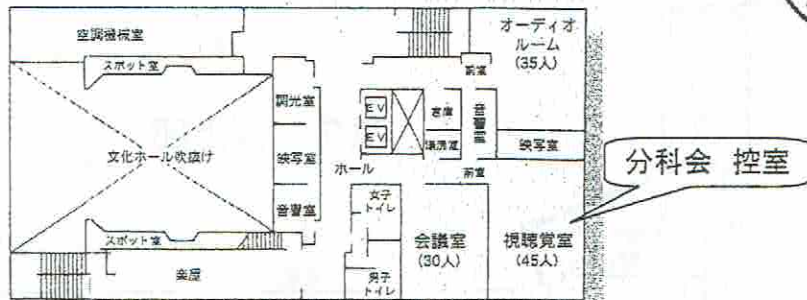 空調機械室
スポット室
オーディオ
ルーム
(35人)
前室
調光室
EV
倉庫
音響室
EV
文化ホール吹抜け
映写室
映写室
ホール
前室
分科会 控室
音響室
女子
トイレ
スポット室
会議室
(30人)
視聴覚室
(45人)
楽屋
男子
トイレ